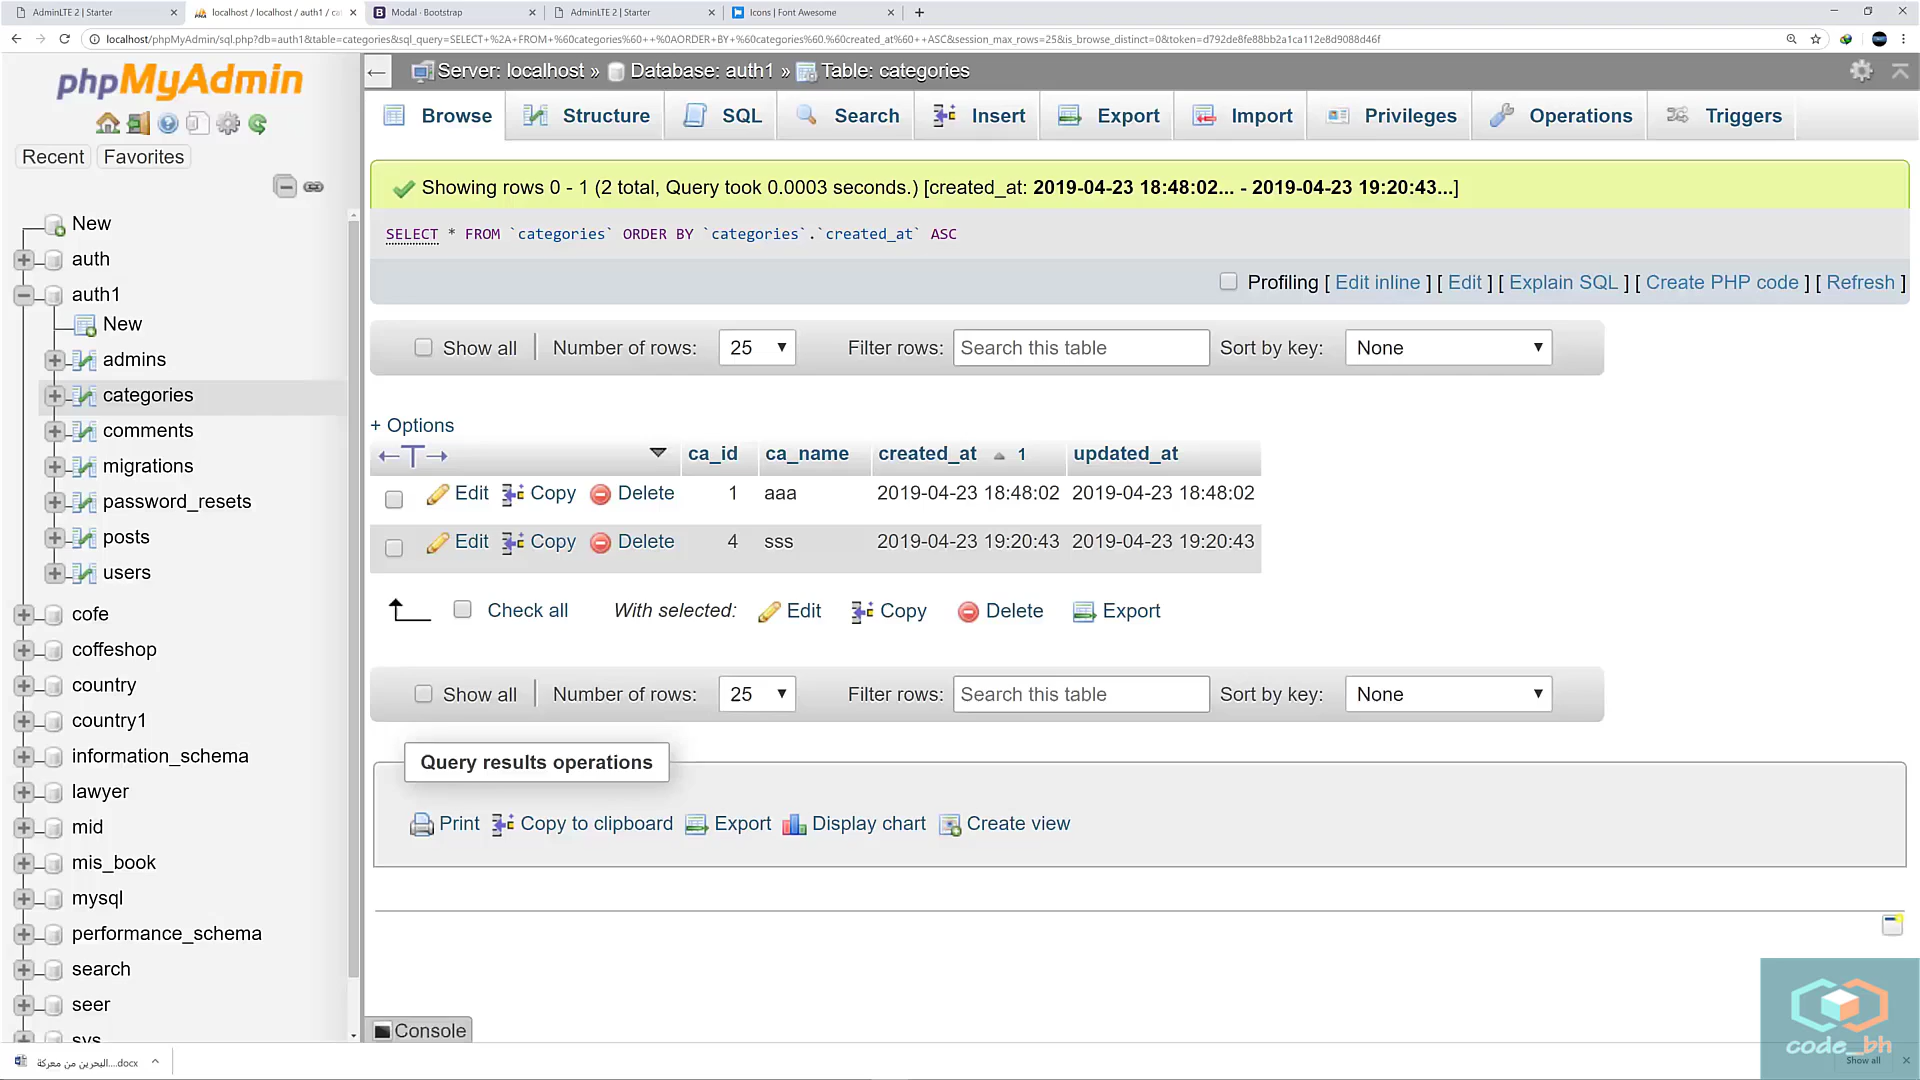 AdminLTE 2 | Starter
localhost / localhost / auth1 / ca
Modal · Bootstrap
AdminLTE 2 | Starter
Icons | Font Awesome
localhost/phpMyAdmin/sql.php?db=auth1&table=categories&sql_query=SELECT+%2A+FROM+%60categories%60++%0AORDER+BY+%60categories%60.%60created_at%60++ASC&session_max_rows=25&is_browse_distinct=0&token=d792de8fe88bb2a1ca112e8d9088d46f
phpMyAdmin
Recent Favorites
New
auth
auth1
New
admins
categories
comments
migrations
password_resets
posts
users
cofe
coffeshop
country
country1
information_schema
lawyer
mid
mis_book
mysql
performance_schema
search
seer
sys
Server: localhost » Database: auth1 » Table: categories
Browse Structure SQL Search Insert Export Import Privileges Operations Triggers
Showing rows 0 - 1 (2 total, Query took 0.0003 seconds.) [created_at: 2019-04-23 18:48:02... - 2019-04-23 19:20:43...]
SELECT * FROM `categories` ORDER BY `categories`.`created_at` ASC
Profiling [ Edit inline ] [ Edit ] [ Explain SQL ] [ Create PHP code ] [ Refresh ]
Show all Number of rows: 25 Filter rows: Search this table Sort by key: None
+ Options
ca_id ca_name created_at 1 updated_at
Edit Copy Delete 1 aaa 2019-04-23 18:48:02 2019-04-23 18:48:02
Edit Copy Delete 4 sss 2019-04-23 19:20:43 2019-04-23 19:20:43
Check all With selected: Edit Copy Delete Export
Show all Number of rows: 25 Filter rows: Search this table Sort by key: None
Query results operations
Print Copy to clipboard Export Display chart Create view
Console
البحرين من معركة....docx
code_bh
Show all